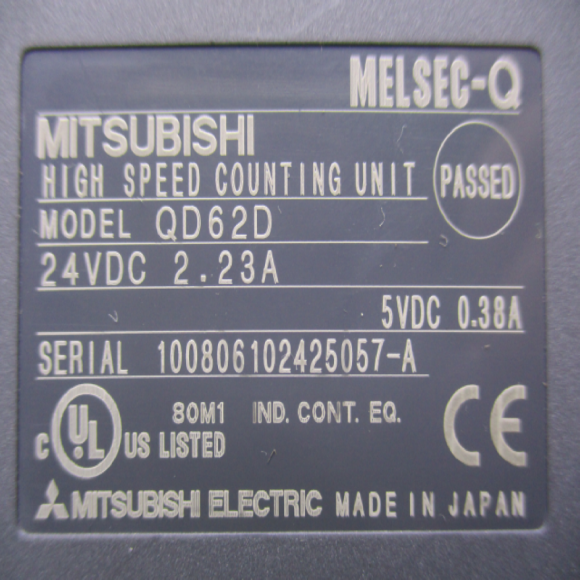 MELSEC-Q
MITSUBISHI
HIGH SPEED COUNTING UNIT
PASSED
MODEL QD62D
24VDC 2.23A
5VDC 0.38A
SERIAL 100806102425057-A
C UL US LISTED
80M1 IND. CONT. EQ.
CE
MITSUBISHI ELECTRIC MADE IN JAPAN